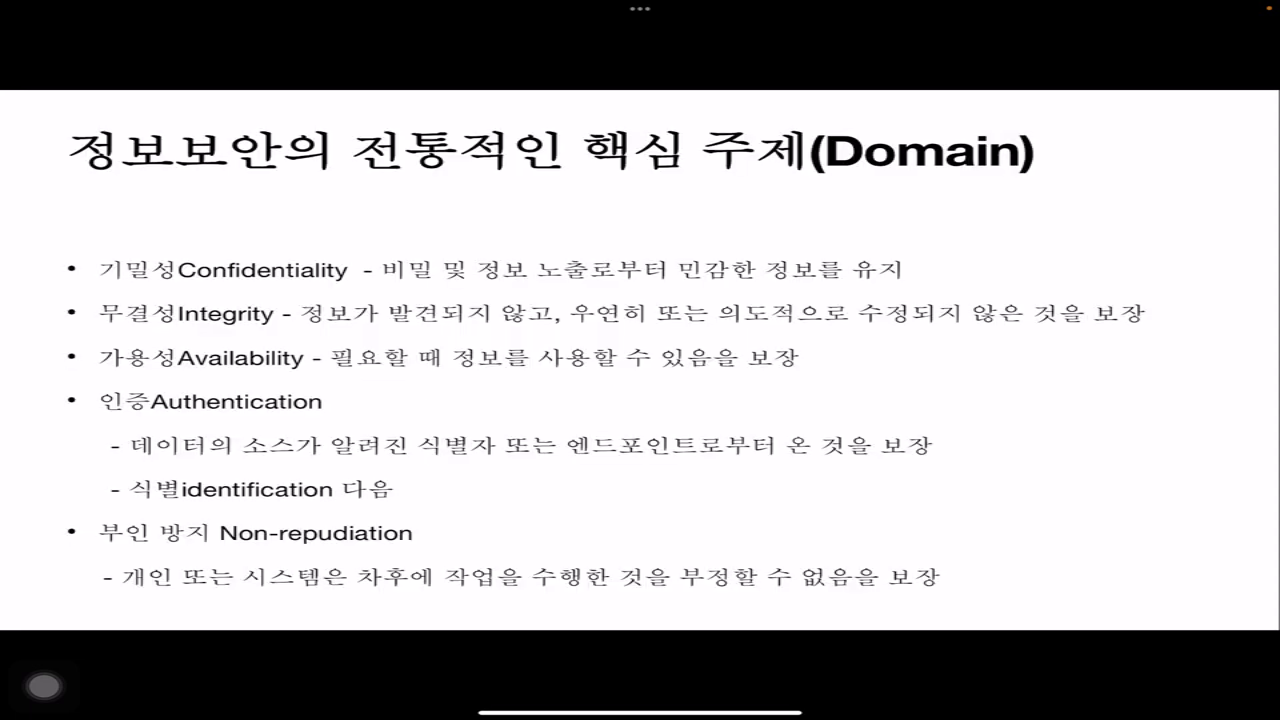 정보보안의 전통적인 핵심 주제(Domain)
• 기밀성Confidentiality - 비밀 및 정보 노출로부터 민감한 정보를 유지
• 무결성Integrity - 정보가 발견되지 않고, 우연히 또는 의도적으로 수정되지 않은 것을 보장
• 가용성Availability - 필요할 때 정보를 사용할 수 있음을 보장
• 인증Authentication
- 데이터의 소스가 알려진 식별자 또는 엔드포인트로부터 온 것을 보장
- 식별identification 다음
• 부인 방지 Non-repudiation
- 개인 또는 시스템은 차후에 작업을 수행한 것을 부정할 수 없음을 보장